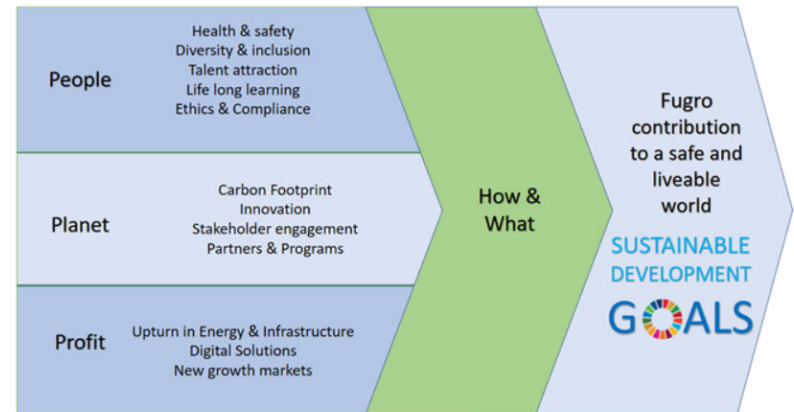 People
Health & safety
Diversity & inclusion
Talent attraction
Life long learning
Ethics & Compliance
Planet
Carbon Footprint
Innovation
Stakeholder engagement
Partners & Programs
Profit
Upturn in Energy & Infrastructure
Digital Solutions
New growth markets
How &
What
Fugro
contribution
to a safe and
liveable
world
SUSTAINABLE
DEVELOPMENT
GOALS